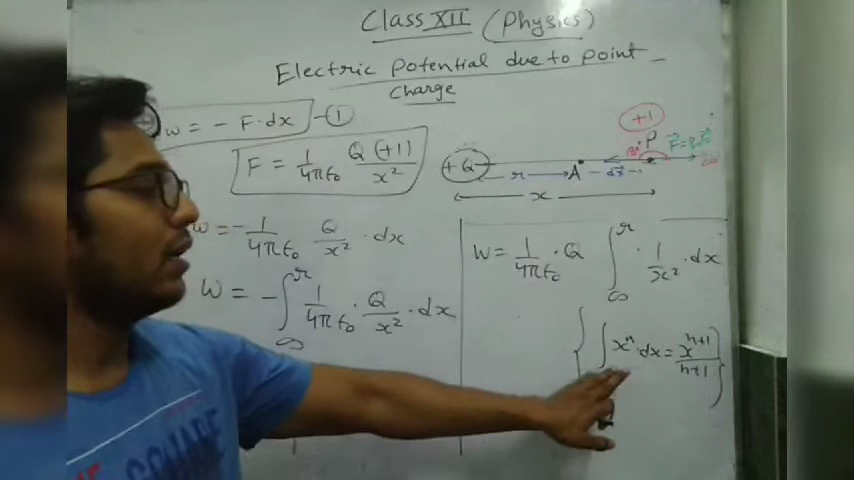 Class XII (Physics)
Electric Potential due to point
charge
w = - F·dx —①
F = 1/4πε₀ Q(+1)/x²
w = - 1/4πε₀ Q/x² · dx
W = - ∫∞^r 1/4πε₀ · Q/x² · dx
+1
+Q r A P
∞
x
W = 1/4πε₀ · Q ∫∞^r · 1/x² · dx
{∫xⁿ·dx = xⁿ⁺¹/n+1}
SQUARE